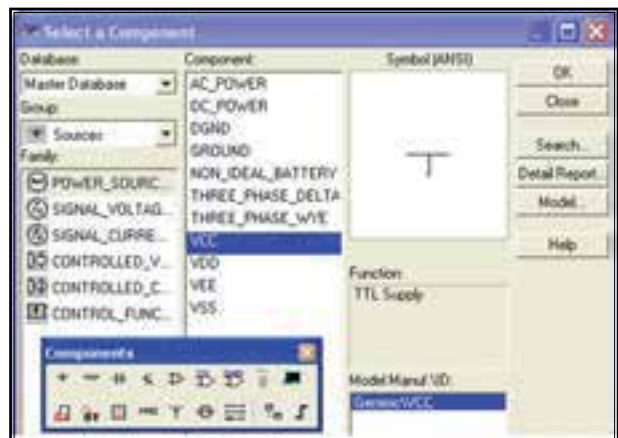 Select a Component
Database:
Master Database
Group:
Sources
Family:
POWER_SOURC...
SIGNAL_VOLTAG...
SIGNAL_CURRE...
CONTROLLED_V...
CONTROLLED_C...
CONTROL_FUNC...
Component:
AC_POWER
DC_POWER
DGND
GROUND
NON_IDEAL_BATTERY
THREE_PHASE_DELTA
THREE_PHASE_WYE
VCC
VDD
VEE
VSS
Symbol (ANSI)
Function:
TTL Supply
Model Manuf.\ID:
Generic\VCC
OK
Close
Search...
Detail Report...
Model...
Help
Components